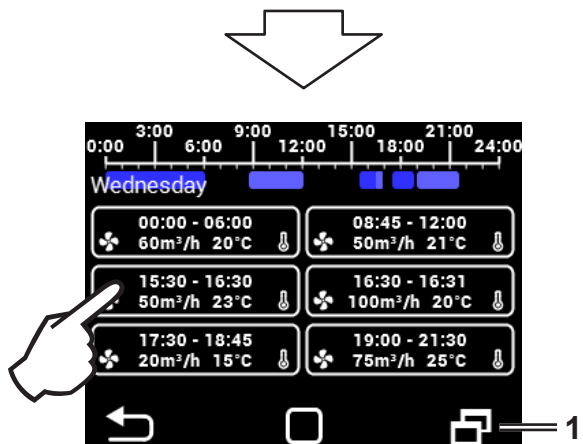 3:00 9:00 15:00 21:00
0:00 6:00 12:00 18:00 24:00
Wednesday
00:00 - 06:00
60m³/h 20°C
08:45 - 12:00
50m³/h 21°C
15:30 - 16:30
50m³/h 23°C
16:30 - 16:31
100m³/h 20°C
17:30 - 18:45
20m³/h 15°C
19:00 - 21:30
75m³/h 25°C
1